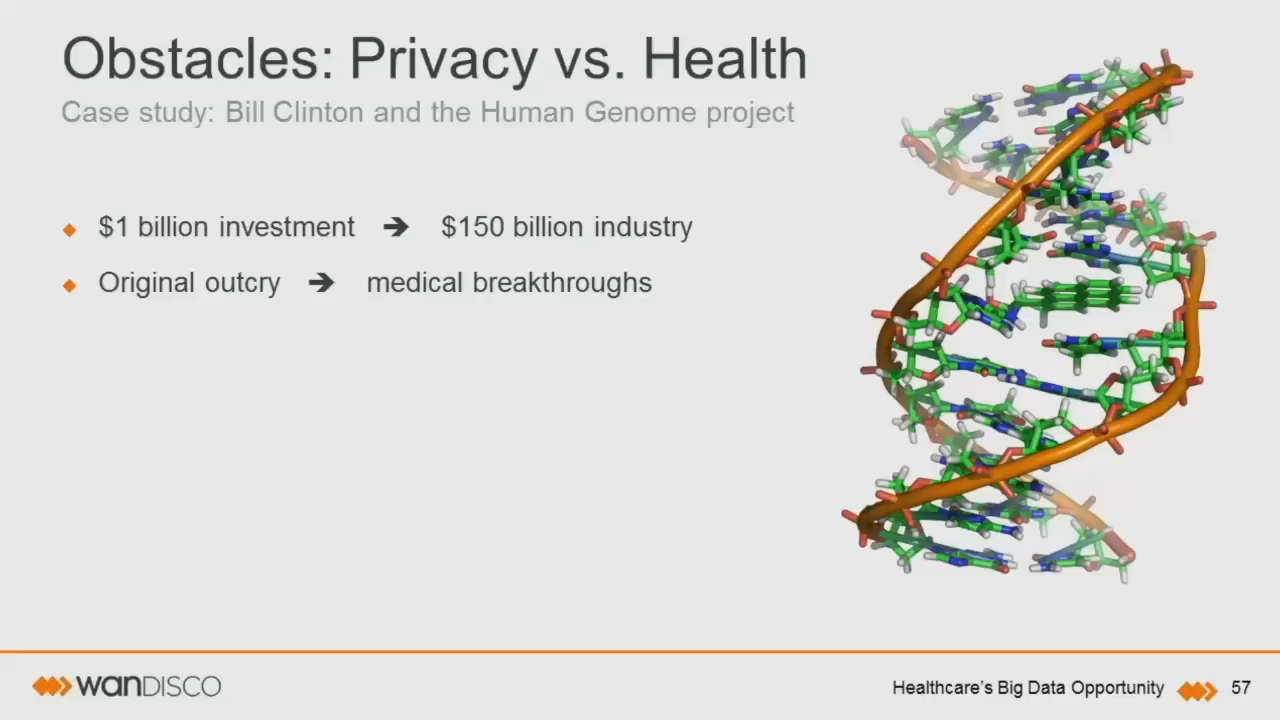 Obstacles: Privacy vs. Health
Case study: Bill Clinton and the Human Genome project
◆ $1 billion investment ➔ $150 billion industry
◆ Original outcry ➔ medical breakthroughs
wanDISCO
Healthcare's Big Data Opportunity 57